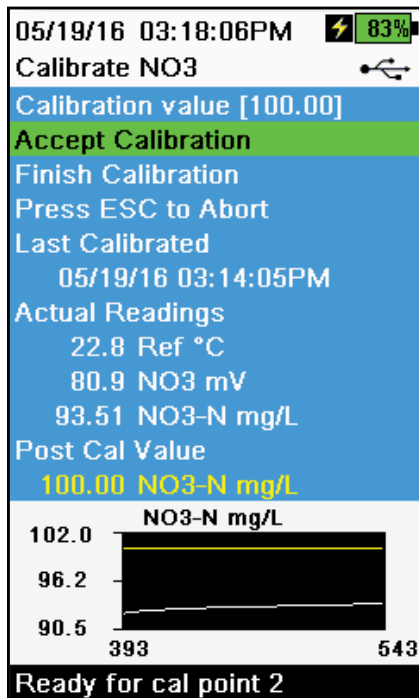 05/19/16 03:18:06PM 83%
Calibrate NO3
Calibration value [100.00]
Accept Calibration
Finish Calibration
Press ESC to Abort
Last Calibrated
05/19/16 03:14:05PM
Actual Readings
22.8 Ref °C
80.9 NO3 mV
93.51 NO3-N mg/L
Post Cal Value
100.00 NO3-N mg/L
NO3-N mg/L
102.0
96.2
90.5
393 543
Ready for cal point 2